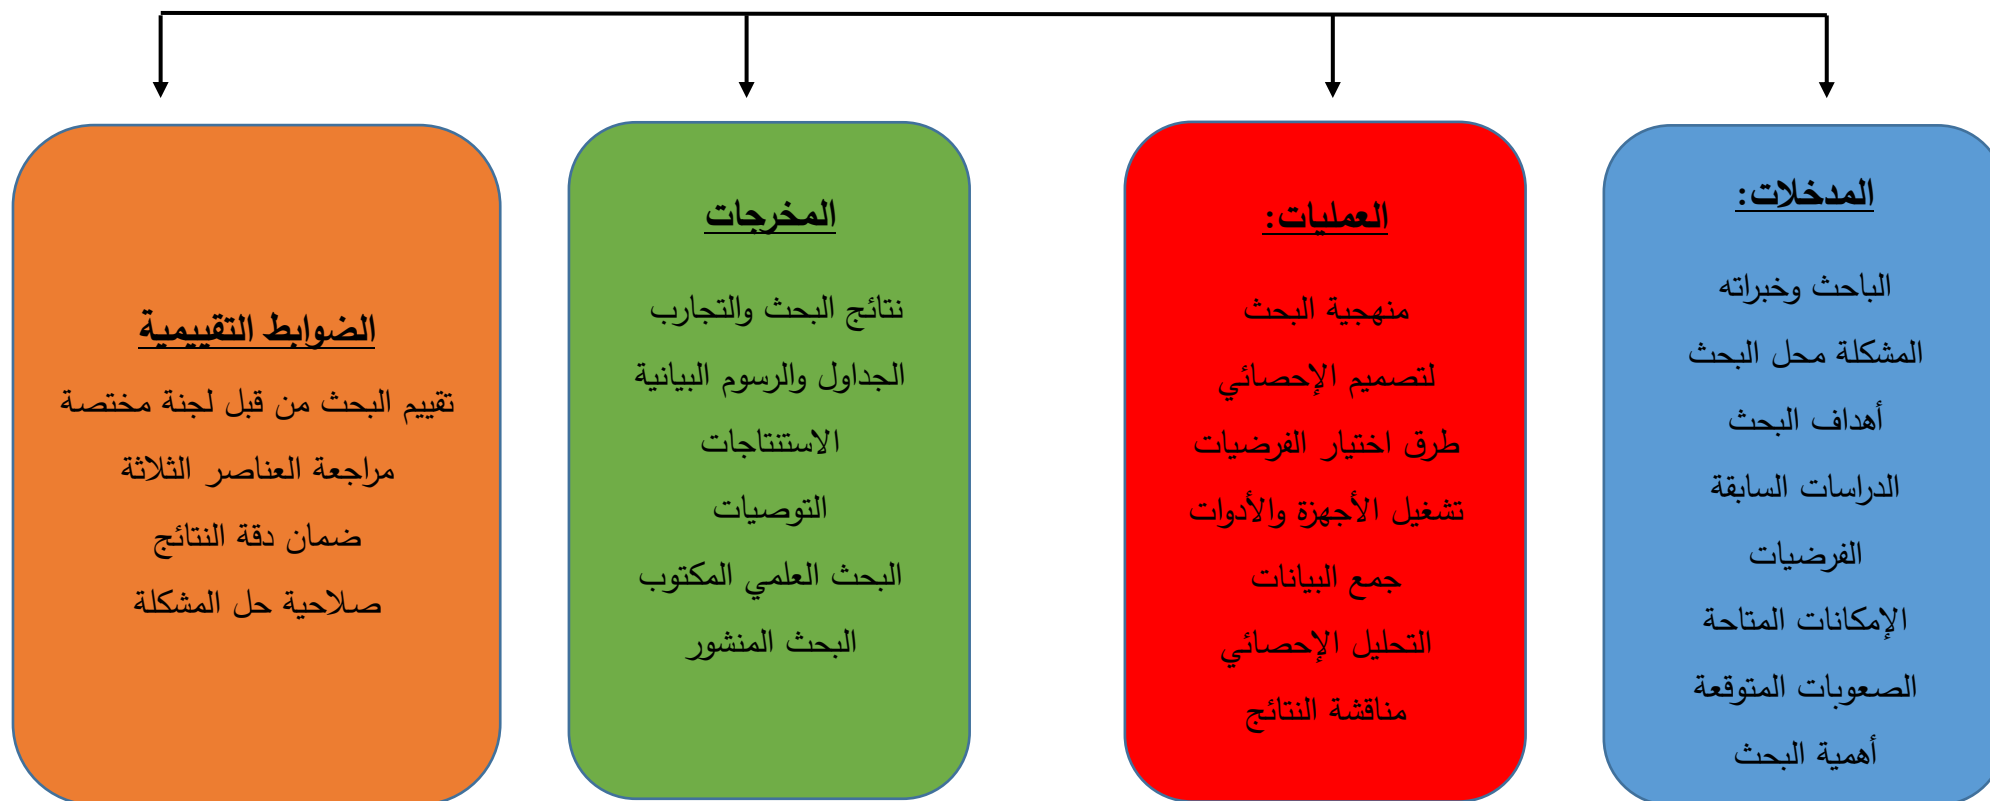 المدخلات:
الباحث وخبراته
المشكلة محل البحث
أهداف البحث
الدراسات السابقة
الفرضيات
الإمكانات المتاحة
الصعوبات المتوقعة
أهمية البحث
العمليات:
منهجية البحث
لتصميم الإحصائي
طرق اختيار الفرضيات
تشغيل الأجهزة والأدوات
جمع البيانات
التحليل الإحصائي
مناقشة النتائج
المخرجات
نتائج البحث والتجارب
الجداول والرسوم البيانية
الاستنتاجات
التوصيات
البحث العلمي المكتوب
البحث المنشور
الضوابط التقييمية
تقييم البحث من قبل لجنة مختصة
مراجعة العناصر الثلاثة
ضمان دقة النتائج
صلاحية حل المشكلة